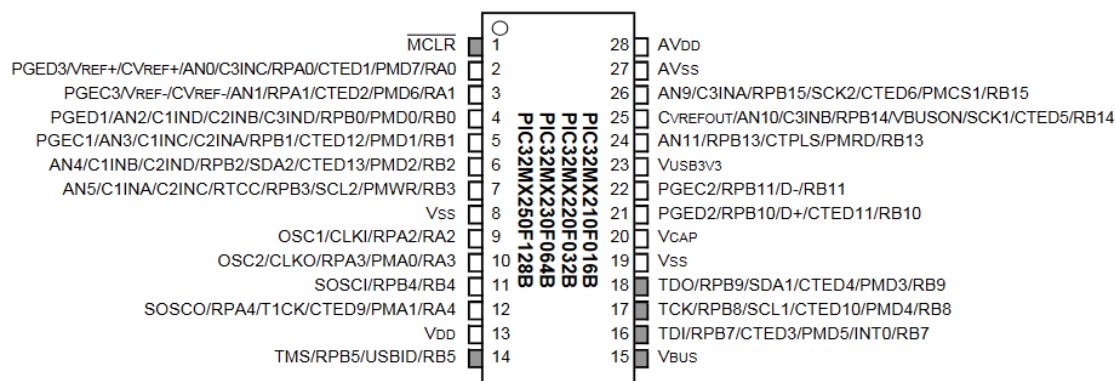 MCLR 1 28 AVDD
PGED3/VREF+/CVREF+/AN0/C3INC/RPA0/CTED1/PMD7/RA0 2 27 AVSS
PGEC3/VREF-/CVREF-/AN1/RPA1/CTED2/PMD6/RA1 3 26 AN9/C3INA/RPB15/SCK2/CTED6/PMCS1/RB15
PGED1/AN2/C1IND/C2INB/C3IND/RPB0/PMD0/RB0 4 25 CVREFOUT/AN10/C3INB/RPB14/VBUSON/SCK1/CTED5/RB14
PGEC1/AN3/C1INC/C2INA/RPB1/CTED12/PMD1/RB1 5 24 AN11/RPB13/CTPLS/PMRD/RB13
AN4/C1INB/C2IND/RPB2/SDA2/CTED13/PMD2/RB2 6 23 VUSB3V3
AN5/C1INA/C2INC/RTCC/RPB3/SCL2/PMWR/RB3 7 22 PGEC2/RPB11/D-/RB11
VSS 8 21 PGED2/RPB10/D+/CTED11/RB10
OSC1/CLKI/RPA2/RA2 9 20 VCAP
OSC2/CLKO/RPA3/PMA0/RA3 10 19 VSS
SOSCI/RPB4/RB4 11 18 TDO/RPB9/SDA1/CTED4/PMD3/RB9
SOSCO/RPA4/T1CK/CTED9/PMA1/RA4 12 17 TCK/RPB8/SCL1/CTED10/PMD4/RB8
VDD 13 16 TDI/RPB7/CTED3/PMD5/INT0/RB7
TMS/RPB5/USBID/RB5 14 15 VBUS
PIC32MX210F016B
PIC32MX220F032B
PIC32MX230F064B
PIC32MX250F128B